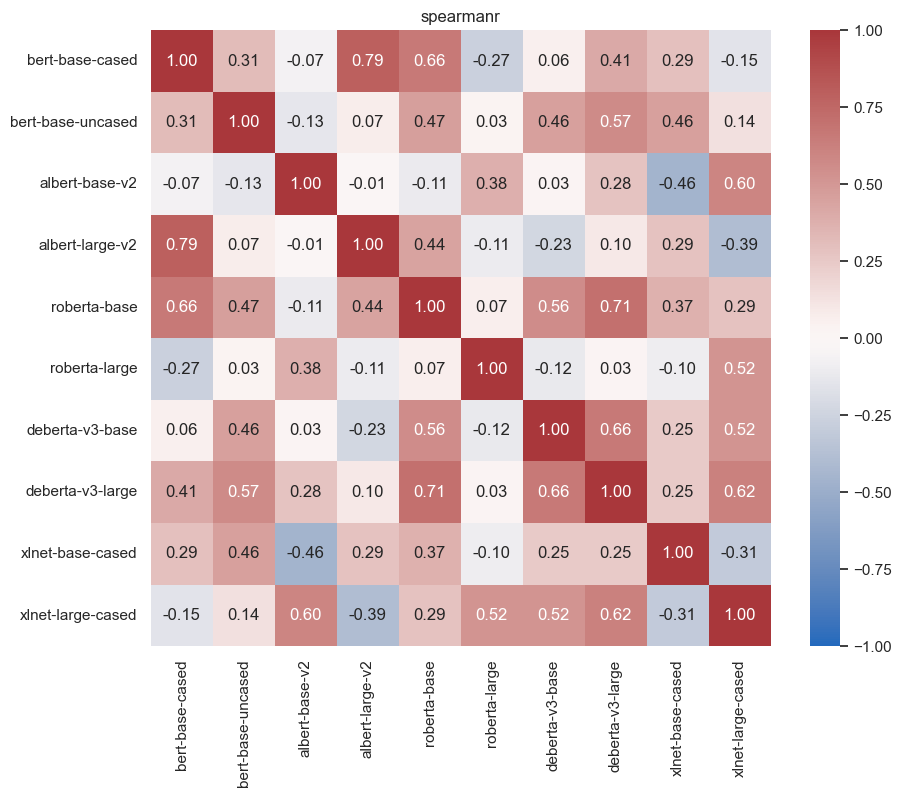 spearmanr
bert-base-cased 1.00 0.31 -0.07 0.79 0.66 -0.27 0.06 0.41 0.29 -0.15
bert-base-uncased 0.31 1.00 -0.13 0.07 0.47 0.03 0.46 0.57 0.46 0.14
albert-base-v2 -0.07 -0.13 1.00 -0.01 -0.11 0.38 0.03 0.28 -0.46 0.60
albert-large-v2 0.79 0.07 -0.01 1.00 0.44 -0.11 -0.23 0.10 0.29 -0.39
roberta-base 0.66 0.47 -0.11 0.44 1.00 0.07 0.56 0.71 0.37 0.29
roberta-large -0.27 0.03 0.38 -0.11 0.07 1.00 -0.12 0.03 -0.10 0.52
deberta-v3-base 0.06 0.46 0.03 -0.23 0.56 -0.12 1.00 0.66 0.25 0.52
deberta-v3-large 0.41 0.57 0.28 0.10 0.71 0.03 0.66 1.00 0.25 0.62
xlnet-base-cased 0.29 0.46 -0.46 0.29 0.37 -0.10 0.25 0.25 1.00 -0.31
xlnet-large-cased -0.15 0.14 0.60 -0.39 0.29 0.52 0.52 0.62 -0.31 1.00
bert-base-cased
bert-base-uncased
albert-base-v2
albert-large-v2
roberta-base
roberta-large
deberta-v3-base
deberta-v3-large
xlnet-base-cased
xlnet-large-cased
1.00
0.75
0.50
0.25
0.00
−0.25
−0.50
−0.75
−1.00